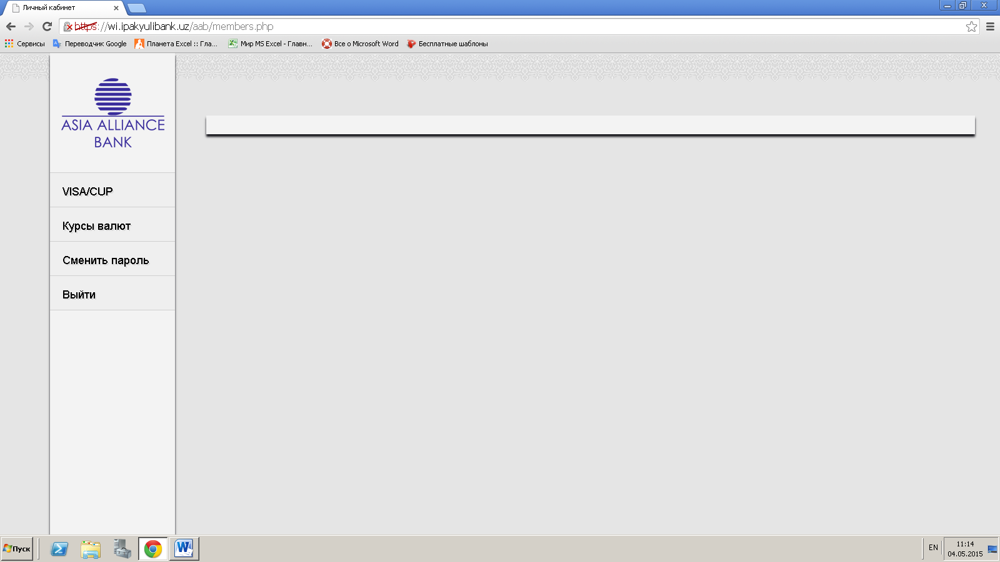 Личный кабинет
https://wi.ipakyulibank.uz/aab/members.php
Сервисы Переводчик Google Планета Excel :: Гла... Мир MS Excel - Главн... Все о Microsoft Word Бесплатные шаблоны
ASIA ALLIANCE
BANK
VISA/CUP
Курсы валют
Сменить пароль
Выйти
Пуск
EN
11:14
04.05.2015